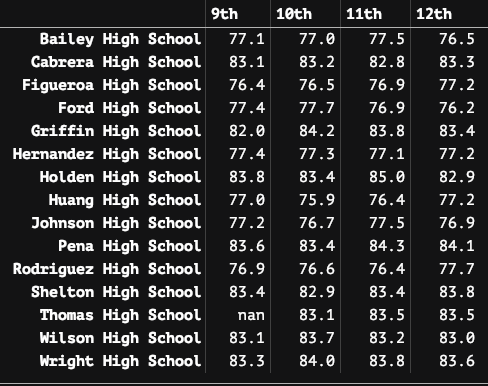 9th 10th 11th 12th
Bailey High School 77.1 77.0 77.5 76.5
Cabrera High School 83.1 83.2 82.8 83.3
Figueroa High School 76.4 76.5 76.9 77.2
Ford High School 77.4 77.7 76.9 76.2
Griffin High School 82.0 84.2 83.8 83.4
Hernandez High School 77.4 77.3 77.1 77.2
Holden High School 83.8 83.4 85.0 82.9
Huang High School 77.0 75.9 76.4 77.2
Johnson High School 77.2 76.7 77.5 76.9
Pena High School 83.6 83.4 84.3 84.1
Rodriguez High School 76.9 76.6 76.4 77.7
Shelton High School 83.4 82.9 83.4 83.8
Thomas High School nan 83.1 83.5 83.5
Wilson High School 83.1 83.7 83.2 83.0
Wright High School 83.3 84.0 83.8 83.6